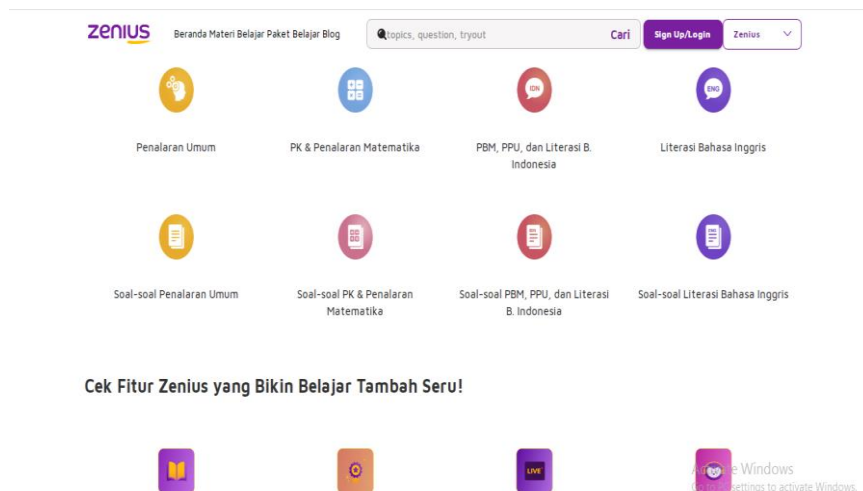 zenius
Beranda Materi Belajar Paket Belajar Blog
topics, question, tryout
Cari
Sign Up/Login
Zenius
IDN
ENG
Penalaran Umum
PK & Penalaran Matematika
PBM, PPU, dan Literasi B.
Indonesia
Literasi Bahasa Inggris
Soal-soal Penalaran Umum
Soal-soal PK & Penalaran
Matematika
Soal-soal PBM, PPU, dan Literasi
B. Indonesia
Soal-soal Literasi Bahasa Inggris
Cek Fitur Zenius yang Bikin Belajar Tambah Seru!
LIVE
Windows
settings to activate Windows.